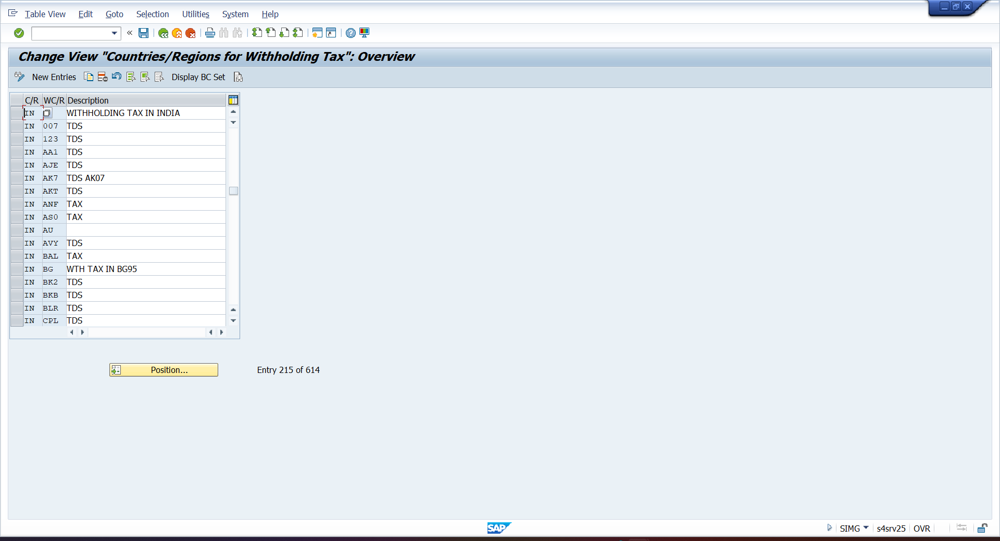 Table View Edit Goto Selection Utilities System Help
Change View "Countries/Regions for Withholding Tax": Overview
New Entries Display BC Set
C/R WC/R Description
IN WITHHOLDING TAX IN INDIA
IN 007 TDS
IN 123 TDS
IN AA1 TDS
IN AJE TDS
IN AK7 TDS AK07
IN AKT TDS
IN ANF TAX
IN AS0 TAX
IN AU
IN AVY TDS
IN BAL TAX
IN BG WTH TAX IN BG95
IN BK2 TDS
IN BKB TDS
IN BLR TDS
IN CPL TDS
Position... Entry 215 of 614
SAP SIMG s4srv25 OVR